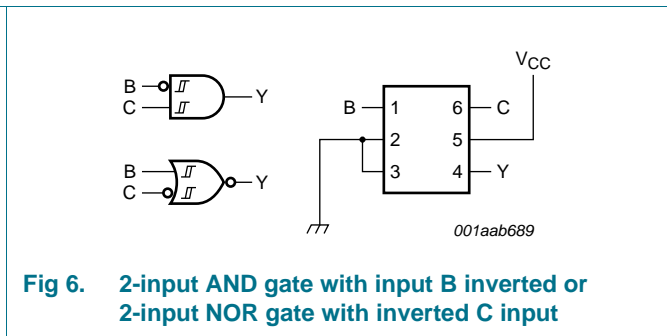 B
C
Y
B
C
Y
VCC
B 1 6 C
2 5
3 4 Y
001aab689
Fig 6. 2-input AND gate with input B inverted or
2-input NOR gate with inverted C input